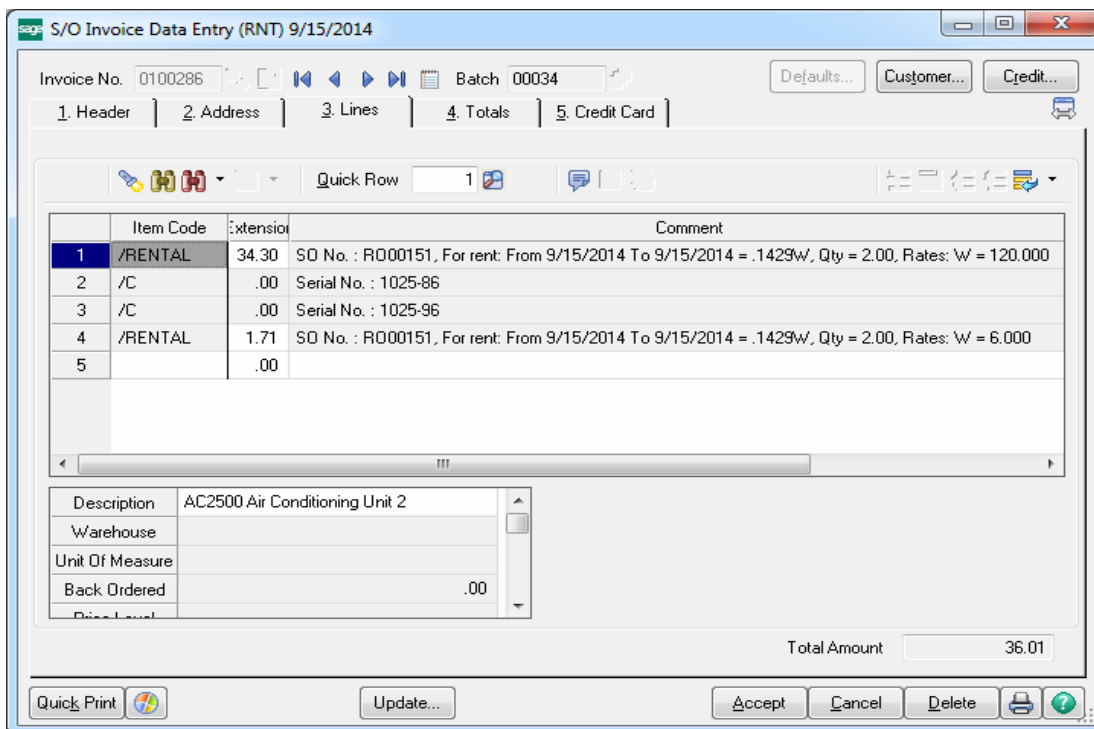 sage S/O Invoice Data Entry (RNT) 9/15/2014
Invoice No. 0100286 Batch 00034 Defaults... Customer... Credit...
1. Header 2. Address 3. Lines 4. Totals 5. Credit Card
Quick Row 1
Item Code Extension Comment
1 /RENTAL 34.30 SO No. : RO00151, For rent: From 9/15/2014 To 9/15/2014 = .1429W, Qty = 2.00, Rates: W = 120.000
2 /C .00 Serial No. : 1025-86
3 /C .00 Serial No. : 1025-96
4 /RENTAL 1.71 SO No. : RO00151, For rent: From 9/15/2014 To 9/15/2014 = .1429W, Qty = 2.00, Rates: W = 6.000
5 .00
Description AC2500 Air Conditioning Unit 2
Warehouse
Unit Of Measure
Back Ordered .00
Price Level
Total Amount 36.01
Quick Print Update... Accept Cancel Delete